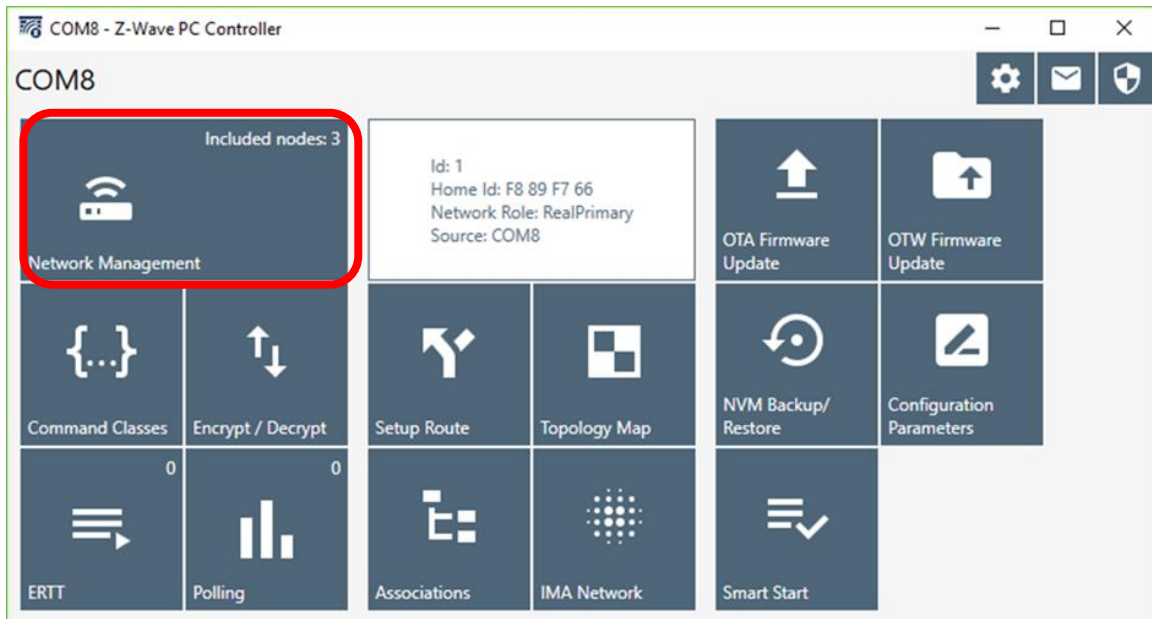 COM8 - Z-Wave PC Controller
COM8
Included nodes: 3
Network Management
Id: 1
Home Id: F8 89 F7 66
Network Role: RealPrimary
Source: COM8
OTA Firmware
Update
OTW Firmware
Update
{...}
Command Classes
Encrypt / Decrypt
Setup Route
Topology Map
NVM Backup/
Restore
Configuration
Parameters
0
ERTT
0
Polling
Associations
IMA Network
Smart Start